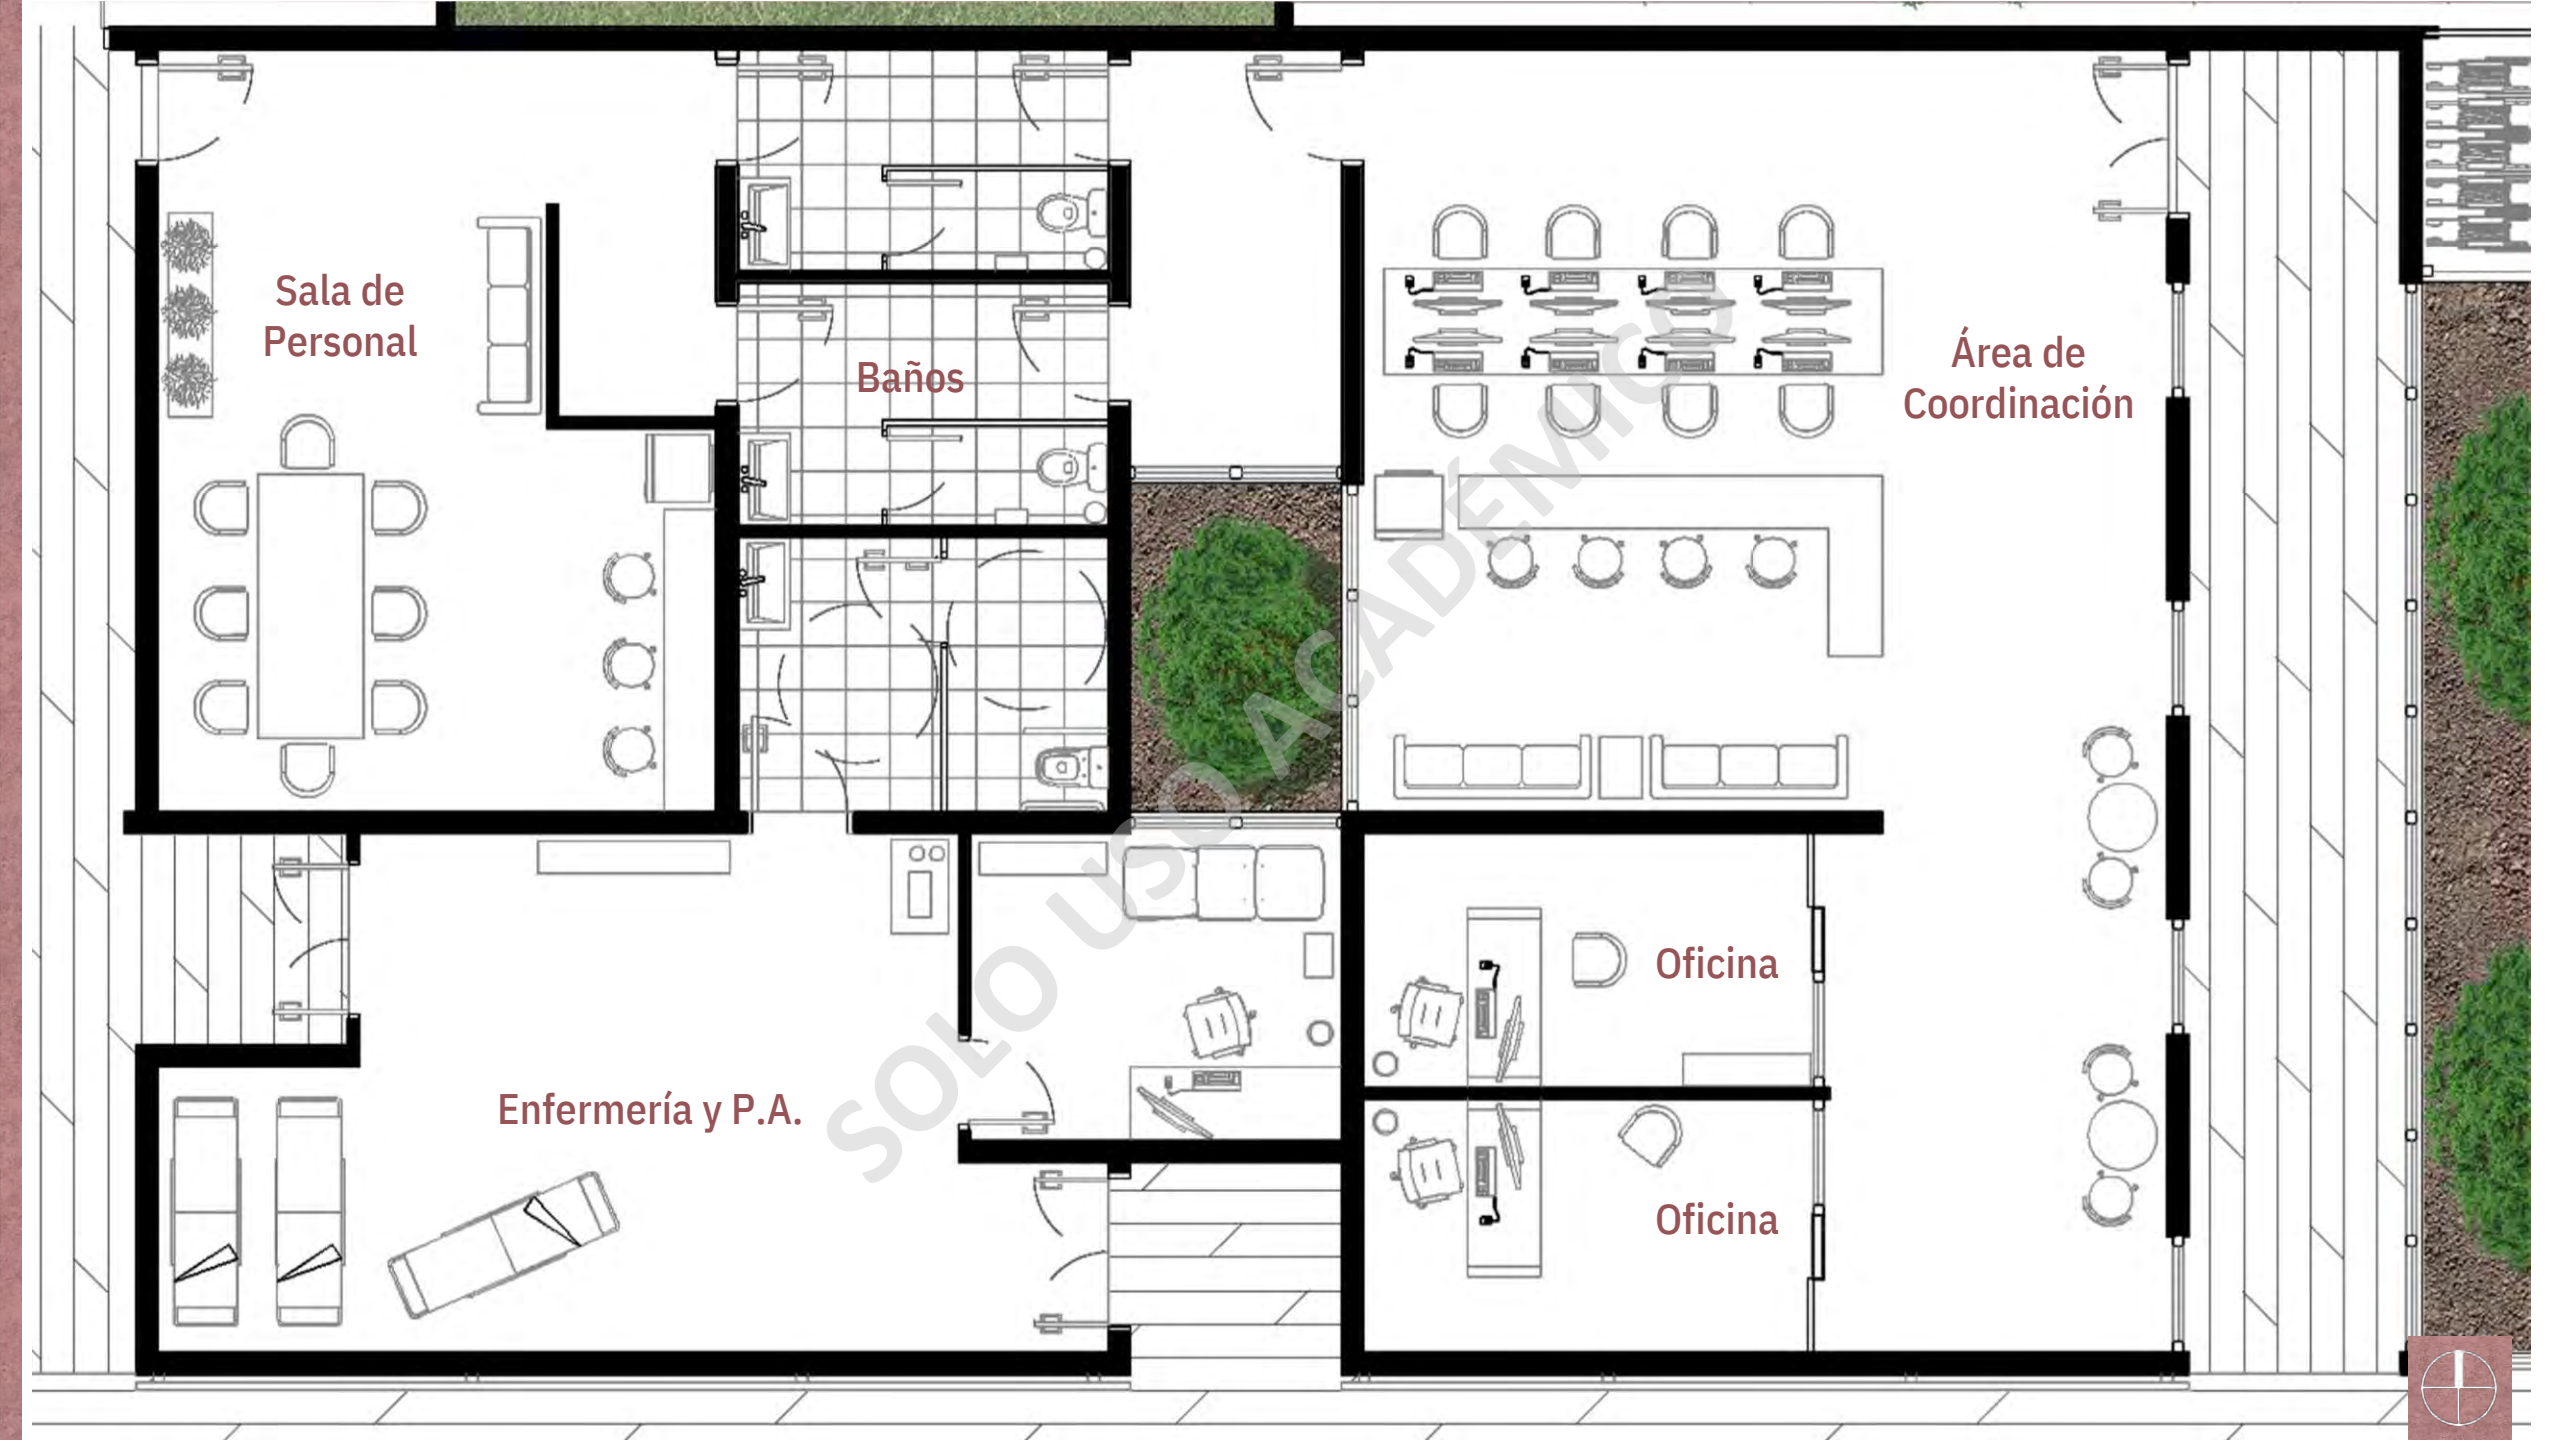 Sala de
Personal
Baños
Área de
Coordinación
Oficina
Enfermería y P.A.
Oficina
SOLO USO ACADÉMICO